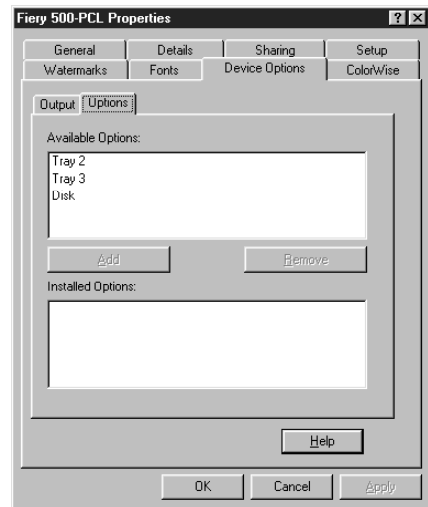 Fiery 500-PCL Properties
General Details Sharing Setup
Watermarks Fonts Device Options ColorWise
Output Options
Available Options:
Tray 2
Tray 3
Disk
Add Remove
Installed Options:
Help
OK Cancel Apply